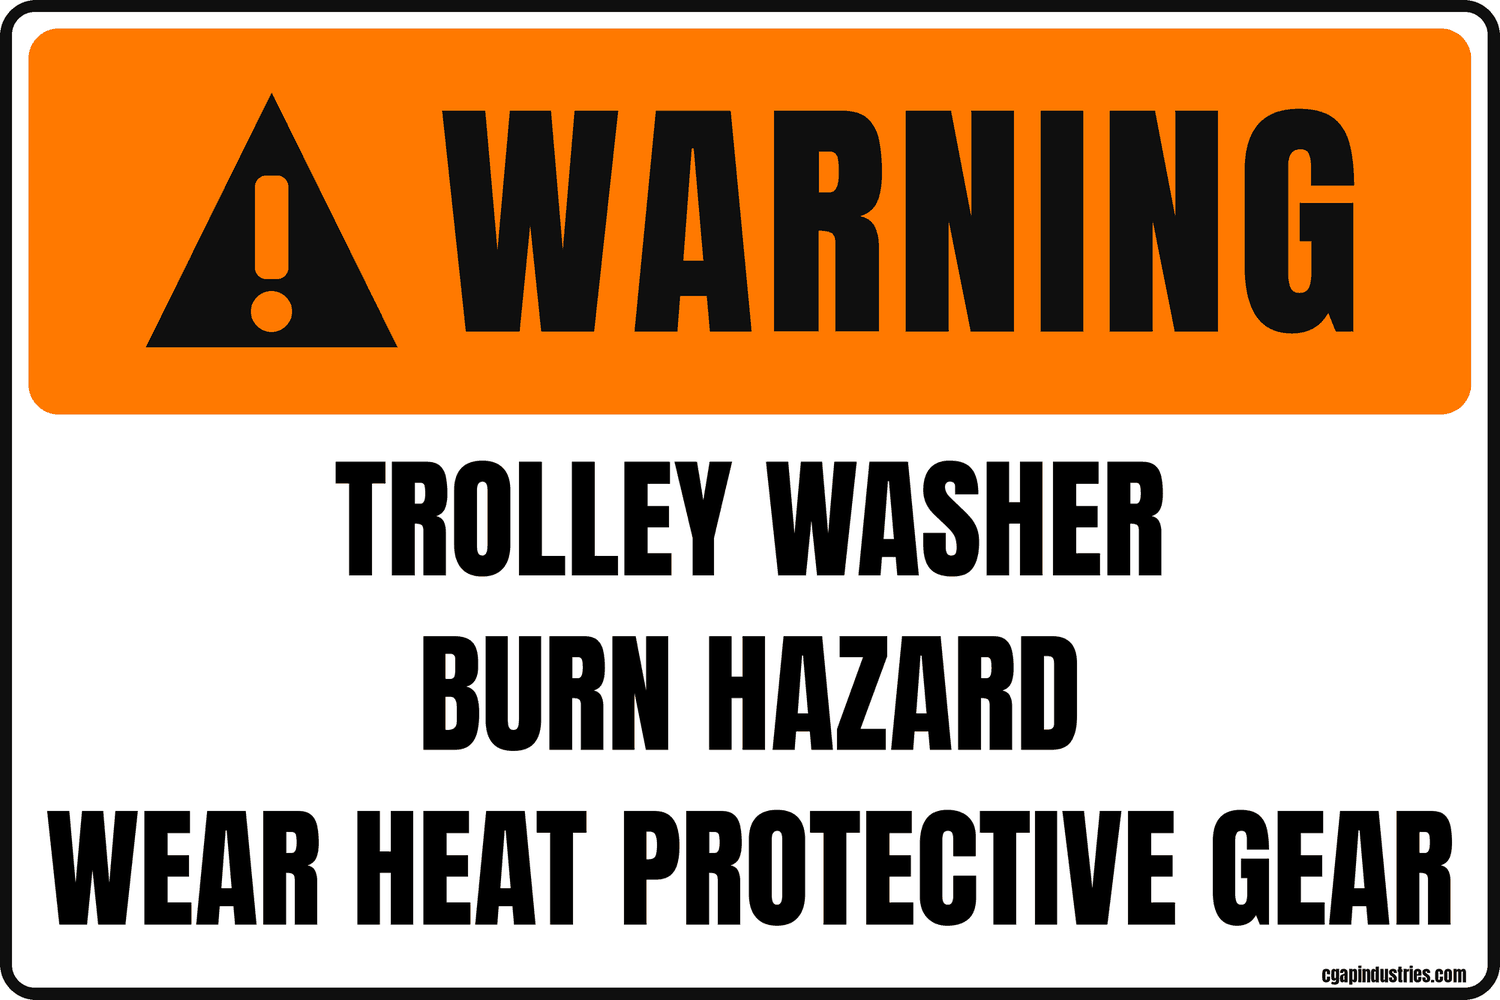 WARNING
TROLLEY WASHER
BURN HAZARD
WEAR HEAT PROTECTIVE GEAR
cgapindustries.com